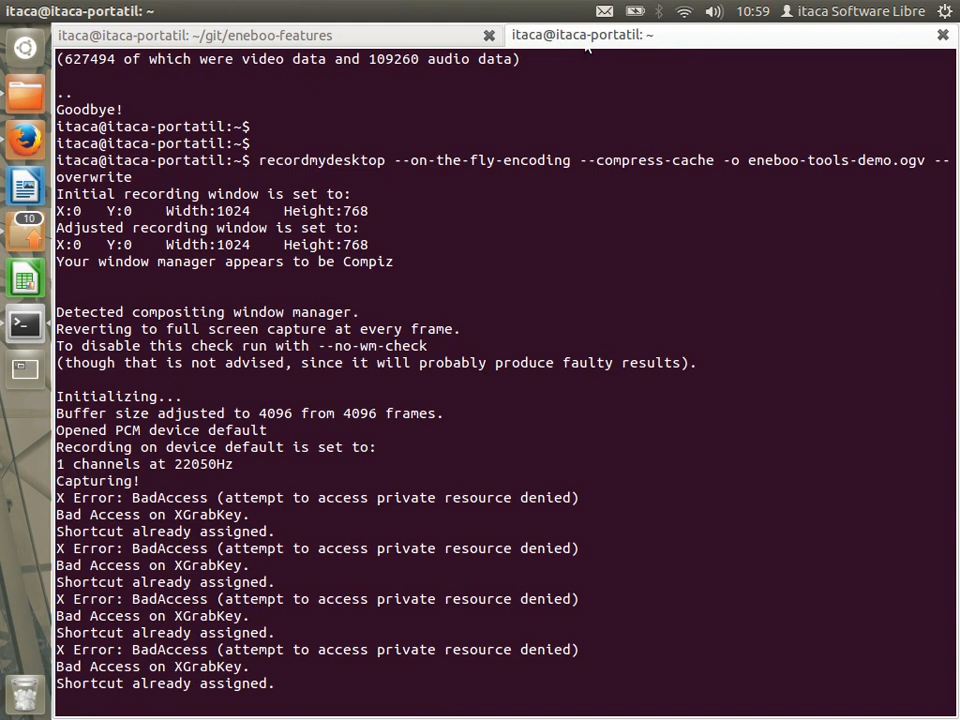 itaca@itaca-portatil: ~
10:59
itaca Software Libre
itaca@itaca-portatil: ~/git/eneboo-features
itaca@itaca-portatil: ~
10
(627494 of which were video data and 109260 audio data)
..
Goodbye!
itaca@itaca-portatil:~$
itaca@itaca-portatil:~$
itaca@itaca-portatil:~$ recordmydesktop --on-the-fly-encoding --compress-cache -o eneboo-tools-demo.ogv --
overwrite
Initial recording window is set to:
X:0   Y:0    Width:1024    Height:768
Adjusted recording window is set to:
X:0   Y:0    Width:1024    Height:768
Your window manager appears to be Compiz
Detected compositing window manager.
Reverting to full screen capture at every frame.
To disable this check run with --no-wm-check
(though that is not advised, since it will probably produce faulty results).
Initializing...
Buffer size adjusted to 4096 from 4096 frames.
Opened PCM device default
Recording on device default is set to:
1 channels at 22050Hz
Capturing!
X Error: BadAccess (attempt to access private resource denied)
Bad Access on XGrabKey.
Shortcut already assigned.
X Error: BadAccess (attempt to access private resource denied)
Bad Access on XGrabKey.
Shortcut already assigned.
X Error: BadAccess (attempt to access private resource denied)
Bad Access on XGrabKey.
Shortcut already assigned.
X Error: BadAccess (attempt to access private resource denied)
Bad Access on XGrabKey.
Shortcut already assigned.